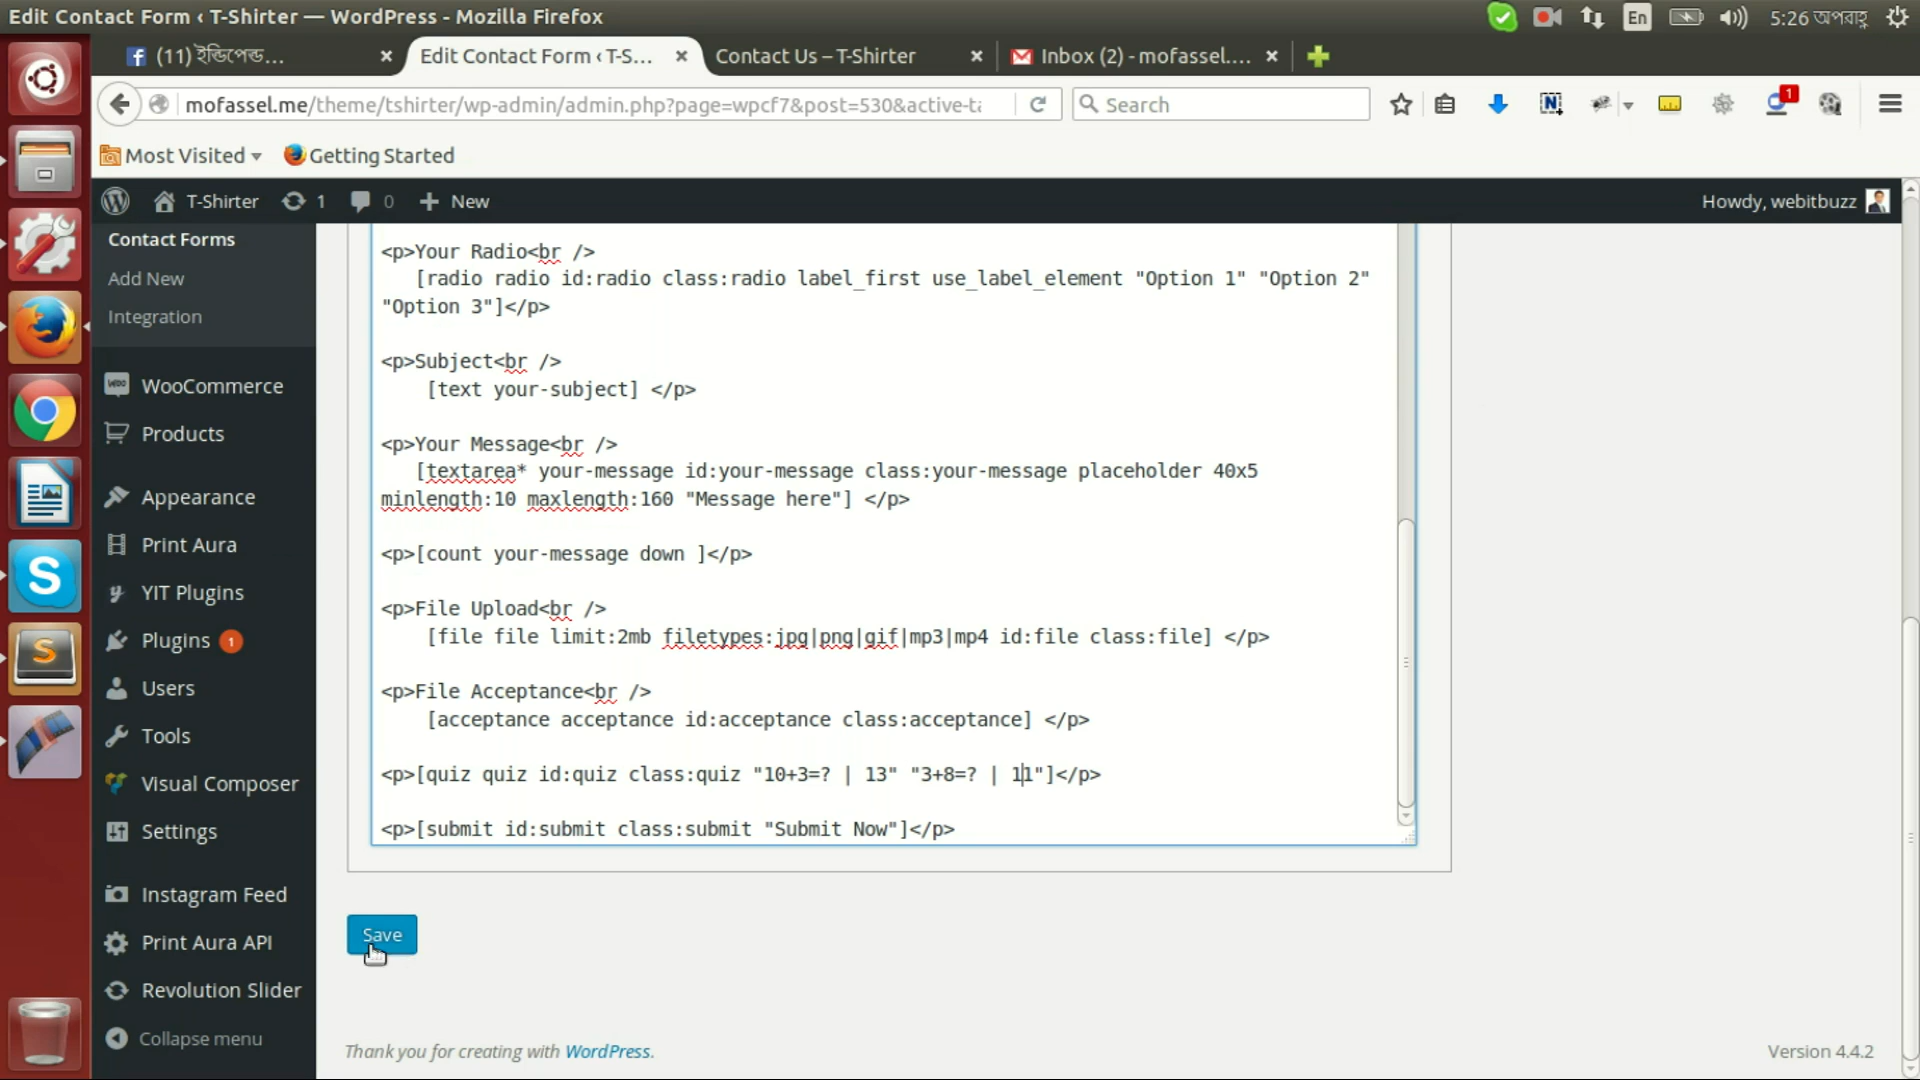 Edit Contact Form ‹ T-Shirter — WordPress - Mozilla Firefox
En
5:26 অপরাহ্ণ
(11) ইন্ডিপেন্ড...
Edit Contact Form ‹ T-S...
Contact Us – T-Shirter
Inbox (2) - mofassel....
mofassel.me/theme/tshirter/wp-admin/admin.php?page=wpcf7&post=530&active-ta
Search
1
Most Visited
Getting Started
T-Shirter
1
0
New
Howdy, webitbuzz
Contact Forms
Add New
Integration
WooCommerce
Products
Appearance
Print Aura
YIT Plugins
Plugins 1
Users
Tools
Visual Composer
Settings
Instagram Feed
Print Aura API
Revolution Slider
Collapse menu
<p>Your Radio<br />
[radio radio id:radio class:radio label_first use_label_element "Option 1" "Option 2"
"Option 3"]</p>
<p>Subject<br />
[text your-subject] </p>
<p>Your Message<br />
[textarea* your-message id:your-message class:your-message placeholder 40x5
minlength:10 maxlength:160 "Message here"] </p>
<p>[count your-message down ]</p>
<p>File Upload<br />
[file file limit:2mb filetypes:jpg|png|gif|mp3|mp4 id:file class:file] </p>
<p>File Acceptance<br />
[acceptance acceptance id:acceptance class:acceptance] </p>
<p>[quiz quiz id:quiz class:quiz "10+3=? | 13" "3+8=? | 11"]</p>
<p>[submit id:submit class:submit "Submit Now"]</p>
Save
Thank you for creating with WordPress.
Version 4.4.2